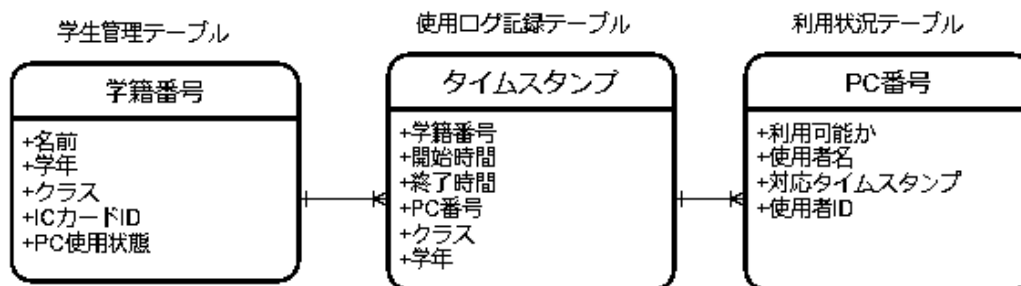 学生管理テーブル
学籍番号
+名前
+学年
+クラス
+ICカードID
+PC使用状態
使用ログ記録テーブル
タイムスタンプ
+学籍番号
+開始時間
+終了時間
+PC番号
+クラス
+学年
利用状況テーブル
PC番号
+利用可能か
+使用者名
+対応タイムスタンプ
+使用者ID